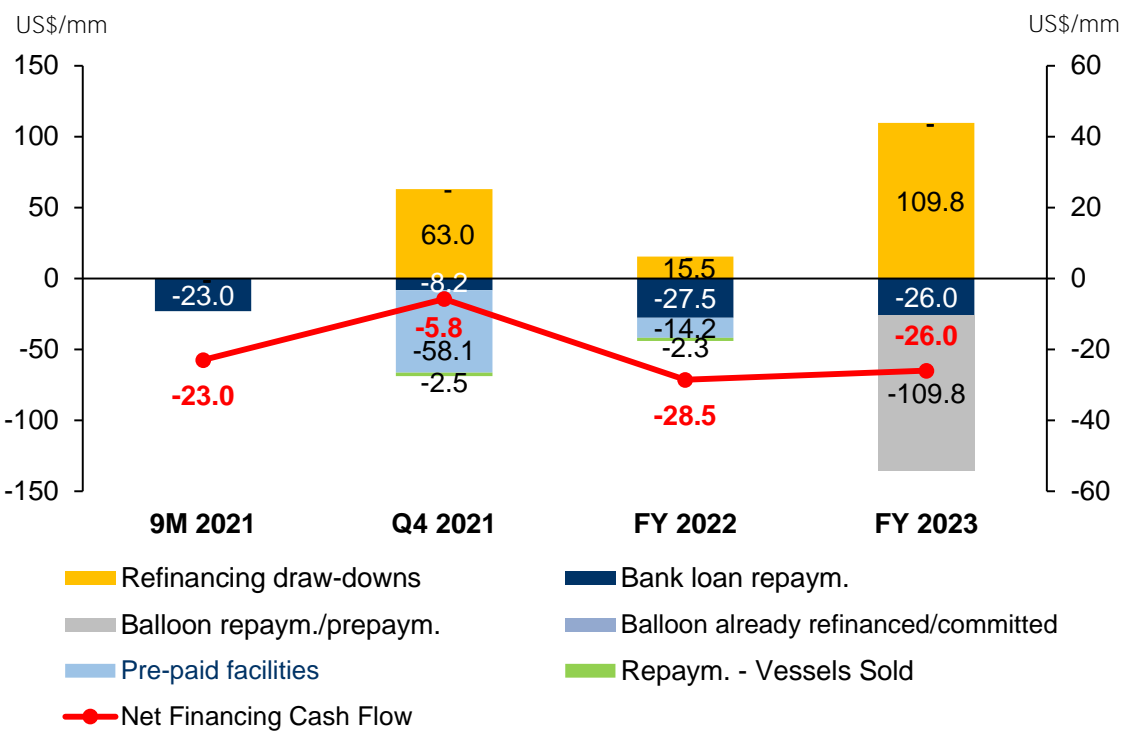 US$/mm
US$/mm
150
100
50
0
-50
-100
-150
60
40
20
0
-20
-40
-60
-
-
-
-
-23.0
-23.0
63.0
-8.2
-5.8
-58.1
-2.5
15.5
-27.5
-14.2
-2.3
-28.5
109.8
-26.0
-26.0
-109.8
9M 2021
Q4 2021
FY 2022
FY 2023
Refinancing draw-downs
Bank loan repaym.
Balloon repaym./prepaym.
Balloon already refinanced/committed
Pre-paid facilities
Repaym. - Vessels Sold
Net Financing Cash Flow